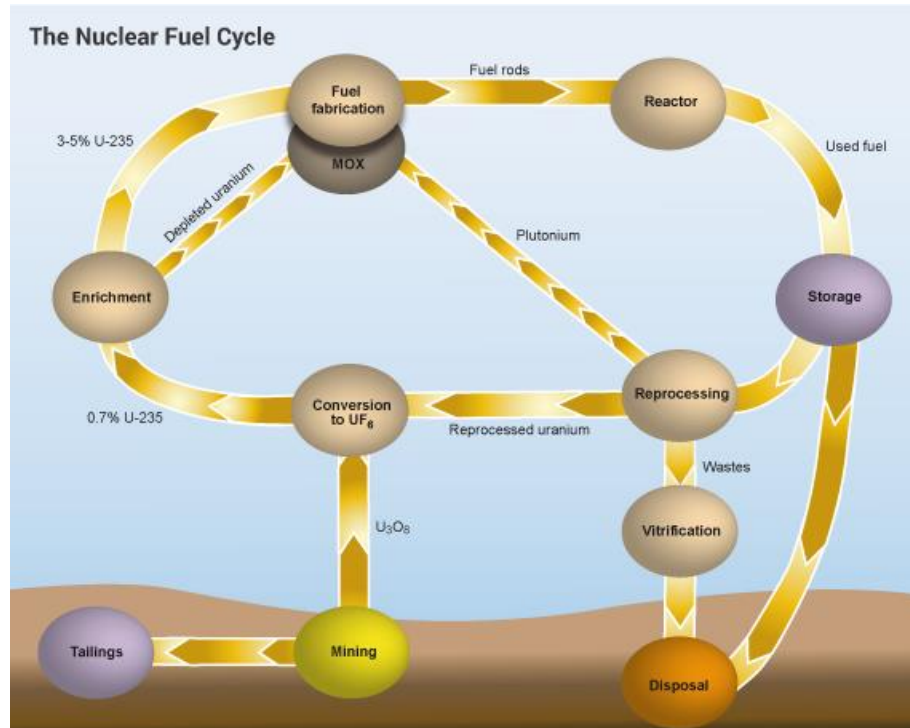 The Nuclear Fuel Cycle
Fuel rods
Fuel
fabrication
Reactor
3-5% U-235
Used fuel
MOX
Depleted uranium
Plutonium
Enrichment
Storage
Conversion
to UF₆
Reprocessing
0.7% U-235
Reprocessed uranium
Wastes
U₃O₈
Vitrification
Tailings
Mining
Disposal